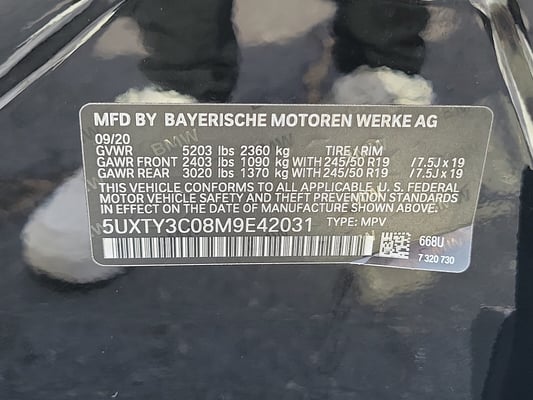 MFD BY BAYERISCHE MOTOREN WERKE AG
09/20
GVWR 5203 lbs 2360 kg TIRE/RIM
GAWR FRONT 2403 lbs 1090 kg WITH 245/50 R19 /7.5J x 19
GAWR REAR 3020 lbs 1370 kg WITH 245/50 R19 /7.5J x 19
THIS VEHICLE CONFORMS TO ALL APPLICABLE U. S. FEDERAL
MOTOR VEHICLE SAFETY AND THEFT PREVENTION STANDARDS
IN EFFECT ON THE DATE OF MANUFACTURE SHOWN ABOVE.
5UXTY3C08M9E42031 TYPE: MPV
668U
7 320 730
BMW
BMW